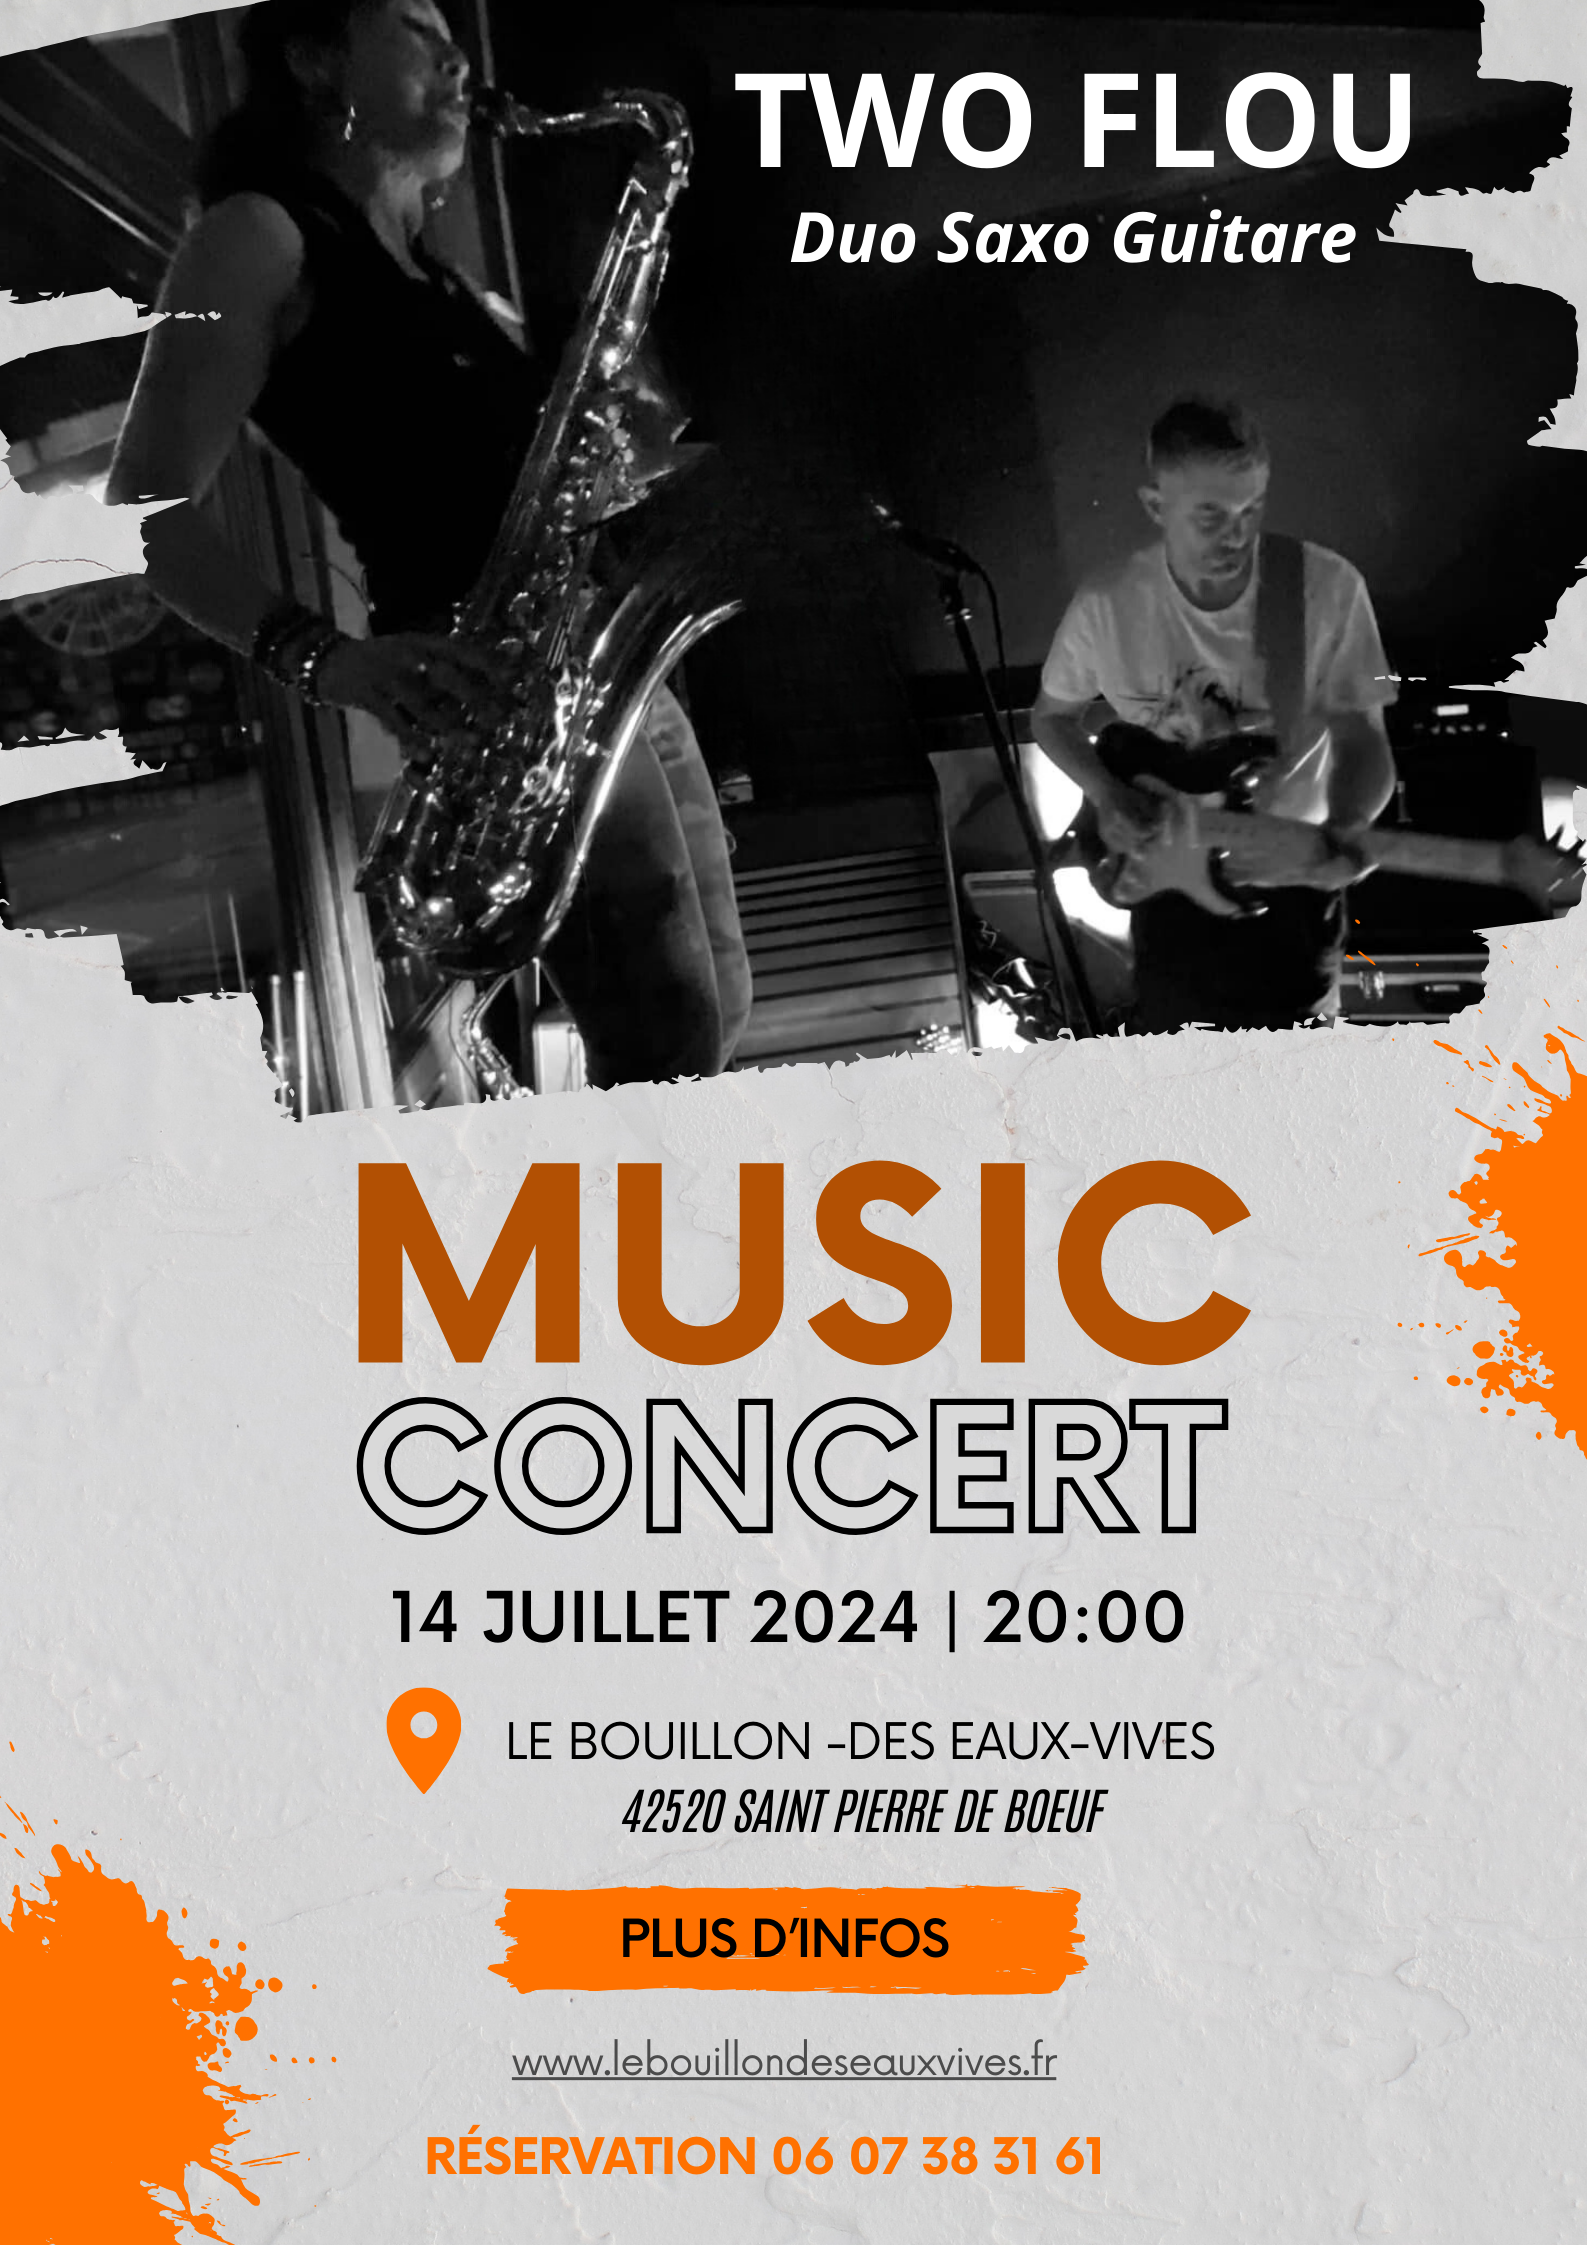 TWO FLOU
Duo Saxo Guitare
MUSIC
CONCERT
14 JUILLET 2024 | 20:00
LE BOUILLON -DES EAUX-VIVES
42520 SAINT PIERRE DE BOEUF
PLUS D'INFOS
www.lebouillondeseauxvives.fr
RÉSERVATION 06 07 38 31 61